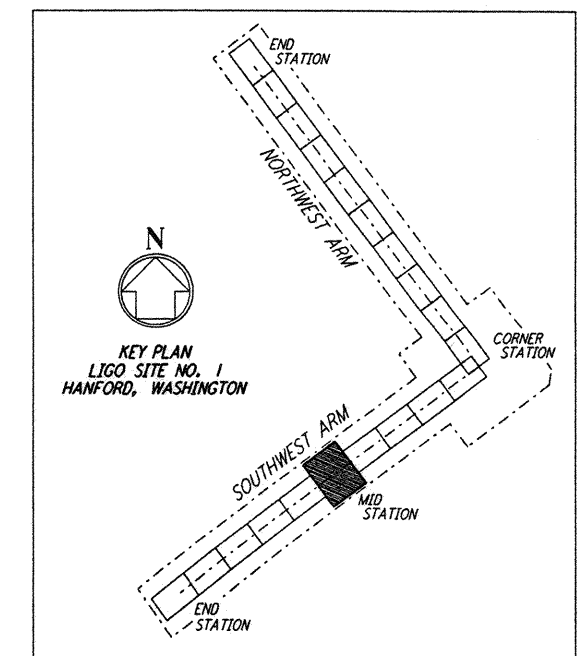 END
STATION
NORTHWEST ARM
N
KEY PLAN
LIGO SITE NO. 1
HANFORD, WASHINGTON
CORNER
STATION
SOUTHWEST ARM
MID
STATION
END
STATION